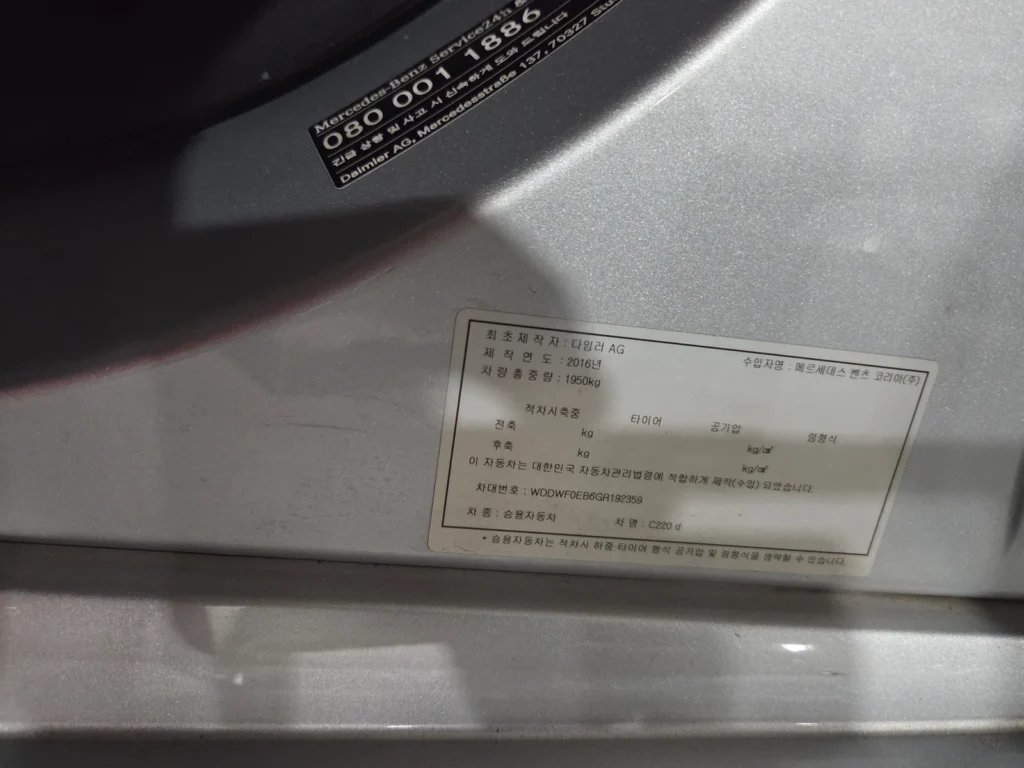 Mercedes-Benz Service24h &
080 001 1886
긴급 상황 및 사고 시 신속하게 도와 드립니다
Daimler AG, Mercedesstraße 137, 70327 Stu
최초제작자 : 다임러 AG
수입자명 : 메르세데스 벤츠 코리아(주)
제작연도 : 2016년
차량총중량 : 1950kg
적차시축중 타이어 공기압 림형식
전축 kg kg/㎠
후축 kg kg/㎠
이 자동차는 대한민국 자동차관리법령에 적합하게 제작(수입) 되었습니다.
차대번호 : WDDWF0EB6GR192359
차종 : 승용자동차 차명 : C220 d
* 승용자동차는 적차시 하중·타이어 형식 공기압 및 림형식을 생략할 수 있습니다.